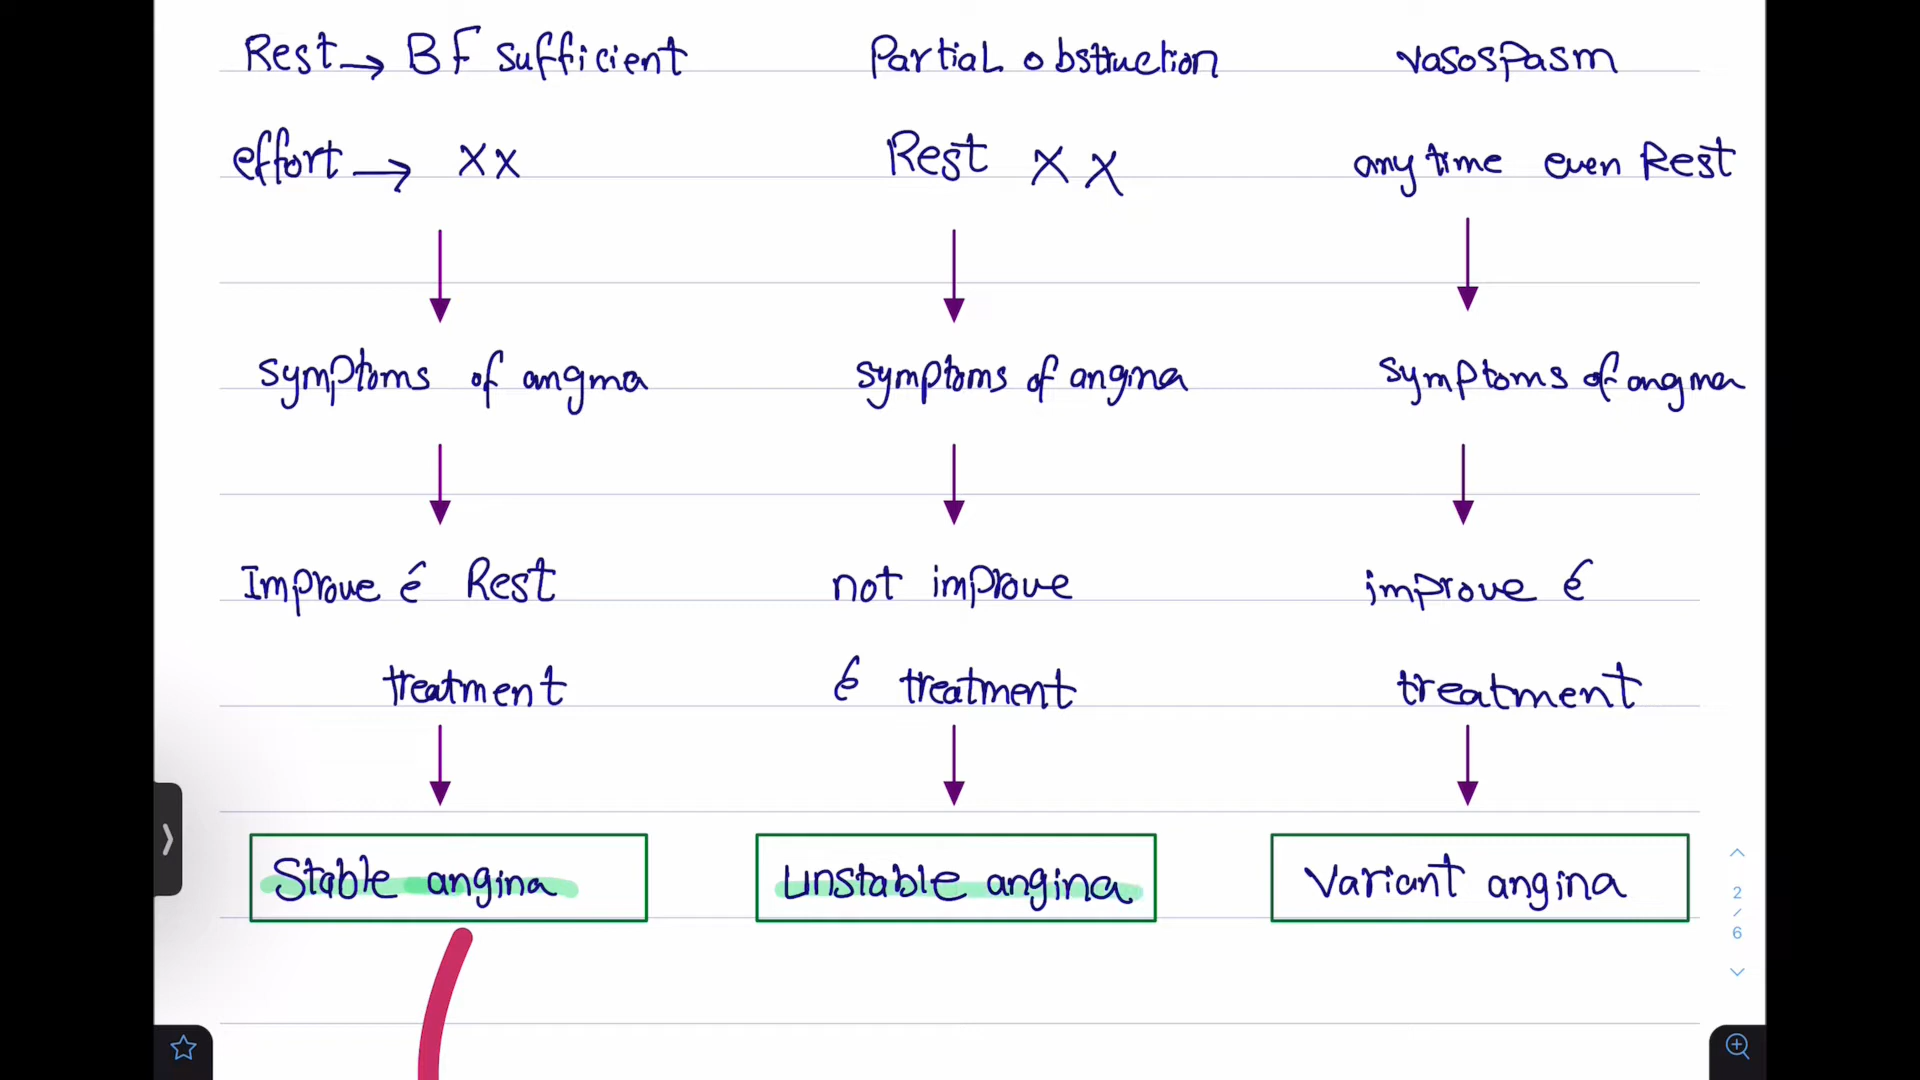 Rest → BF sufficient
effort → XX
symptoms of angina
Improve é Rest
treatment
Stable angina
Partial obstruction
Rest X X
symptoms of angina
not improve
é treatment
Unstable angina
vasospasm
any time even Rest
symptoms of angina
improve é
treatment
Variant angina
2
/
6